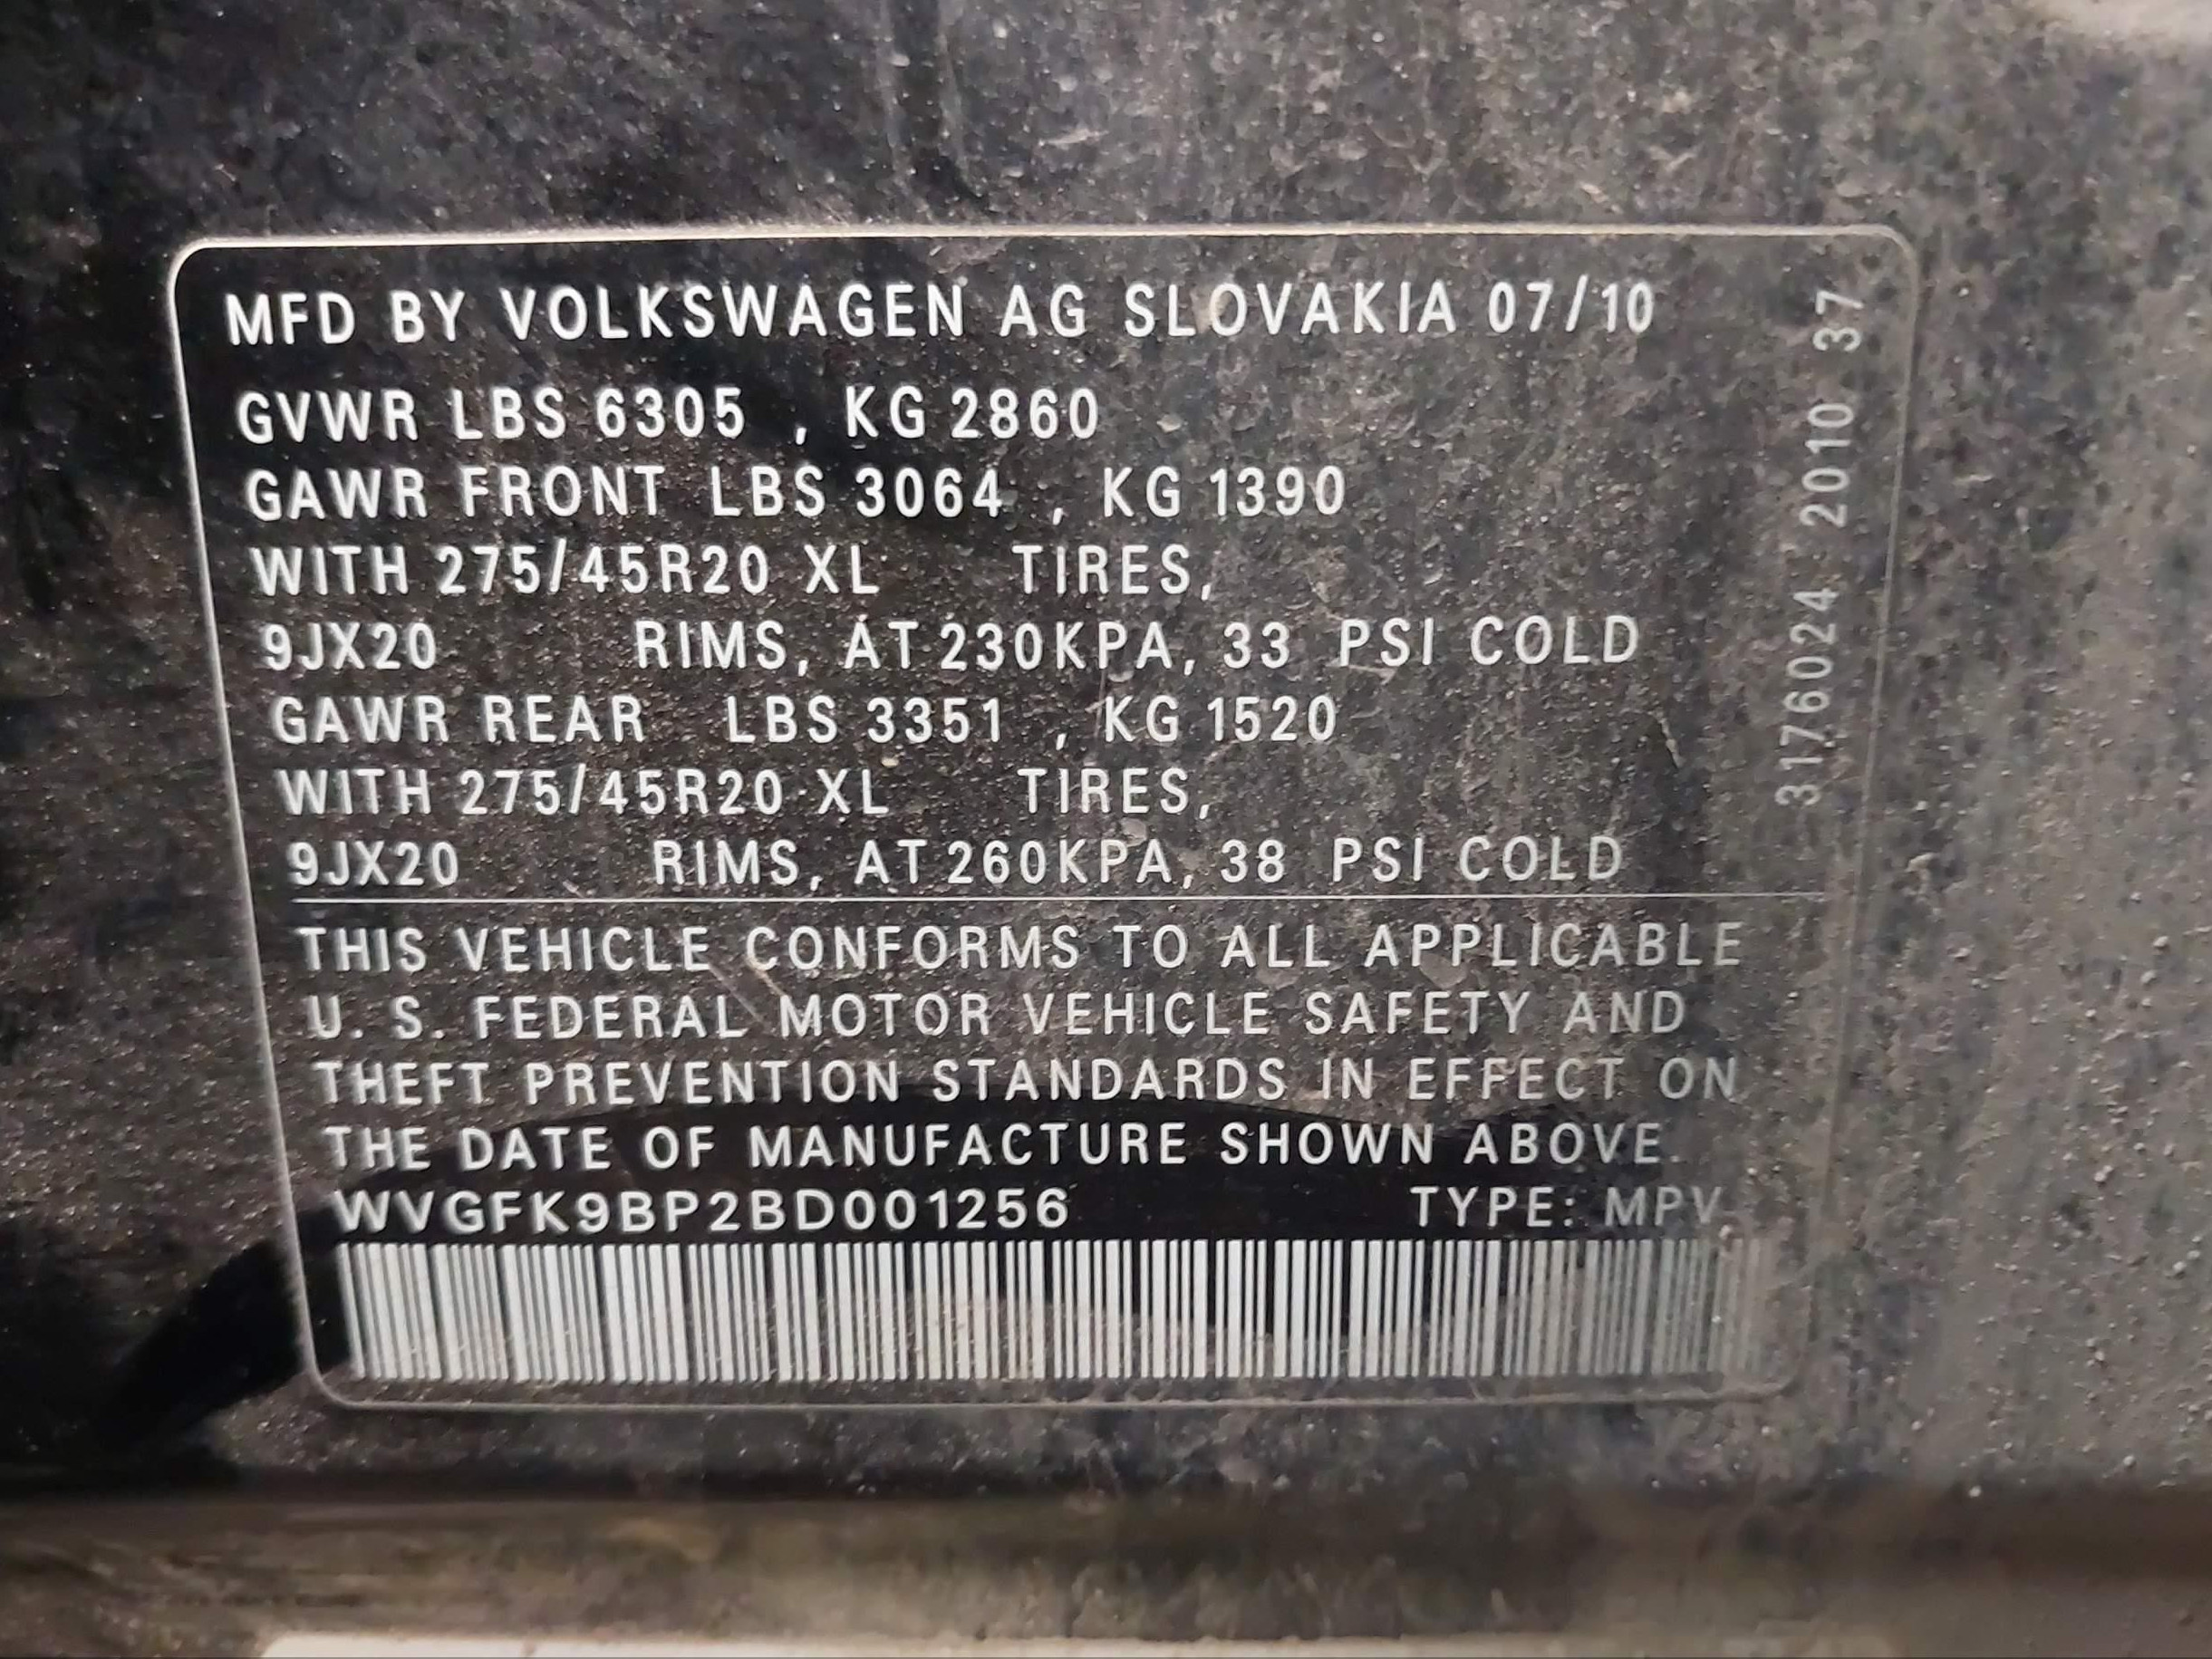 MFD BY VOLKSWAGEN AG SLOVAKIA 07/10
GVWR LBS 6305 , KG 2860
GAWR FRONT LBS 3064 , KG 1390
WITH 275/45R20 XL TIRES,
9JX20 RIMS, AT 230KPA, 33 PSI COLD
GAWR REAR LBS 3351 , KG 1520
WITH 275/45R20 XL TIRES,
9JX20 RIMS, AT 260KPA, 38 PSI COLD
THIS VEHICLE CONFORMS TO ALL APPLICABLE
U. S. FEDERAL MOTOR VEHICLE SAFETY AND
THEFT PREVENTION STANDARDS IN EFFECT ON
THE DATE OF MANUFACTURE SHOWN ABOVE.
WVGFK9BP2BD001256 TYPE: MPV
3176024 2010 37